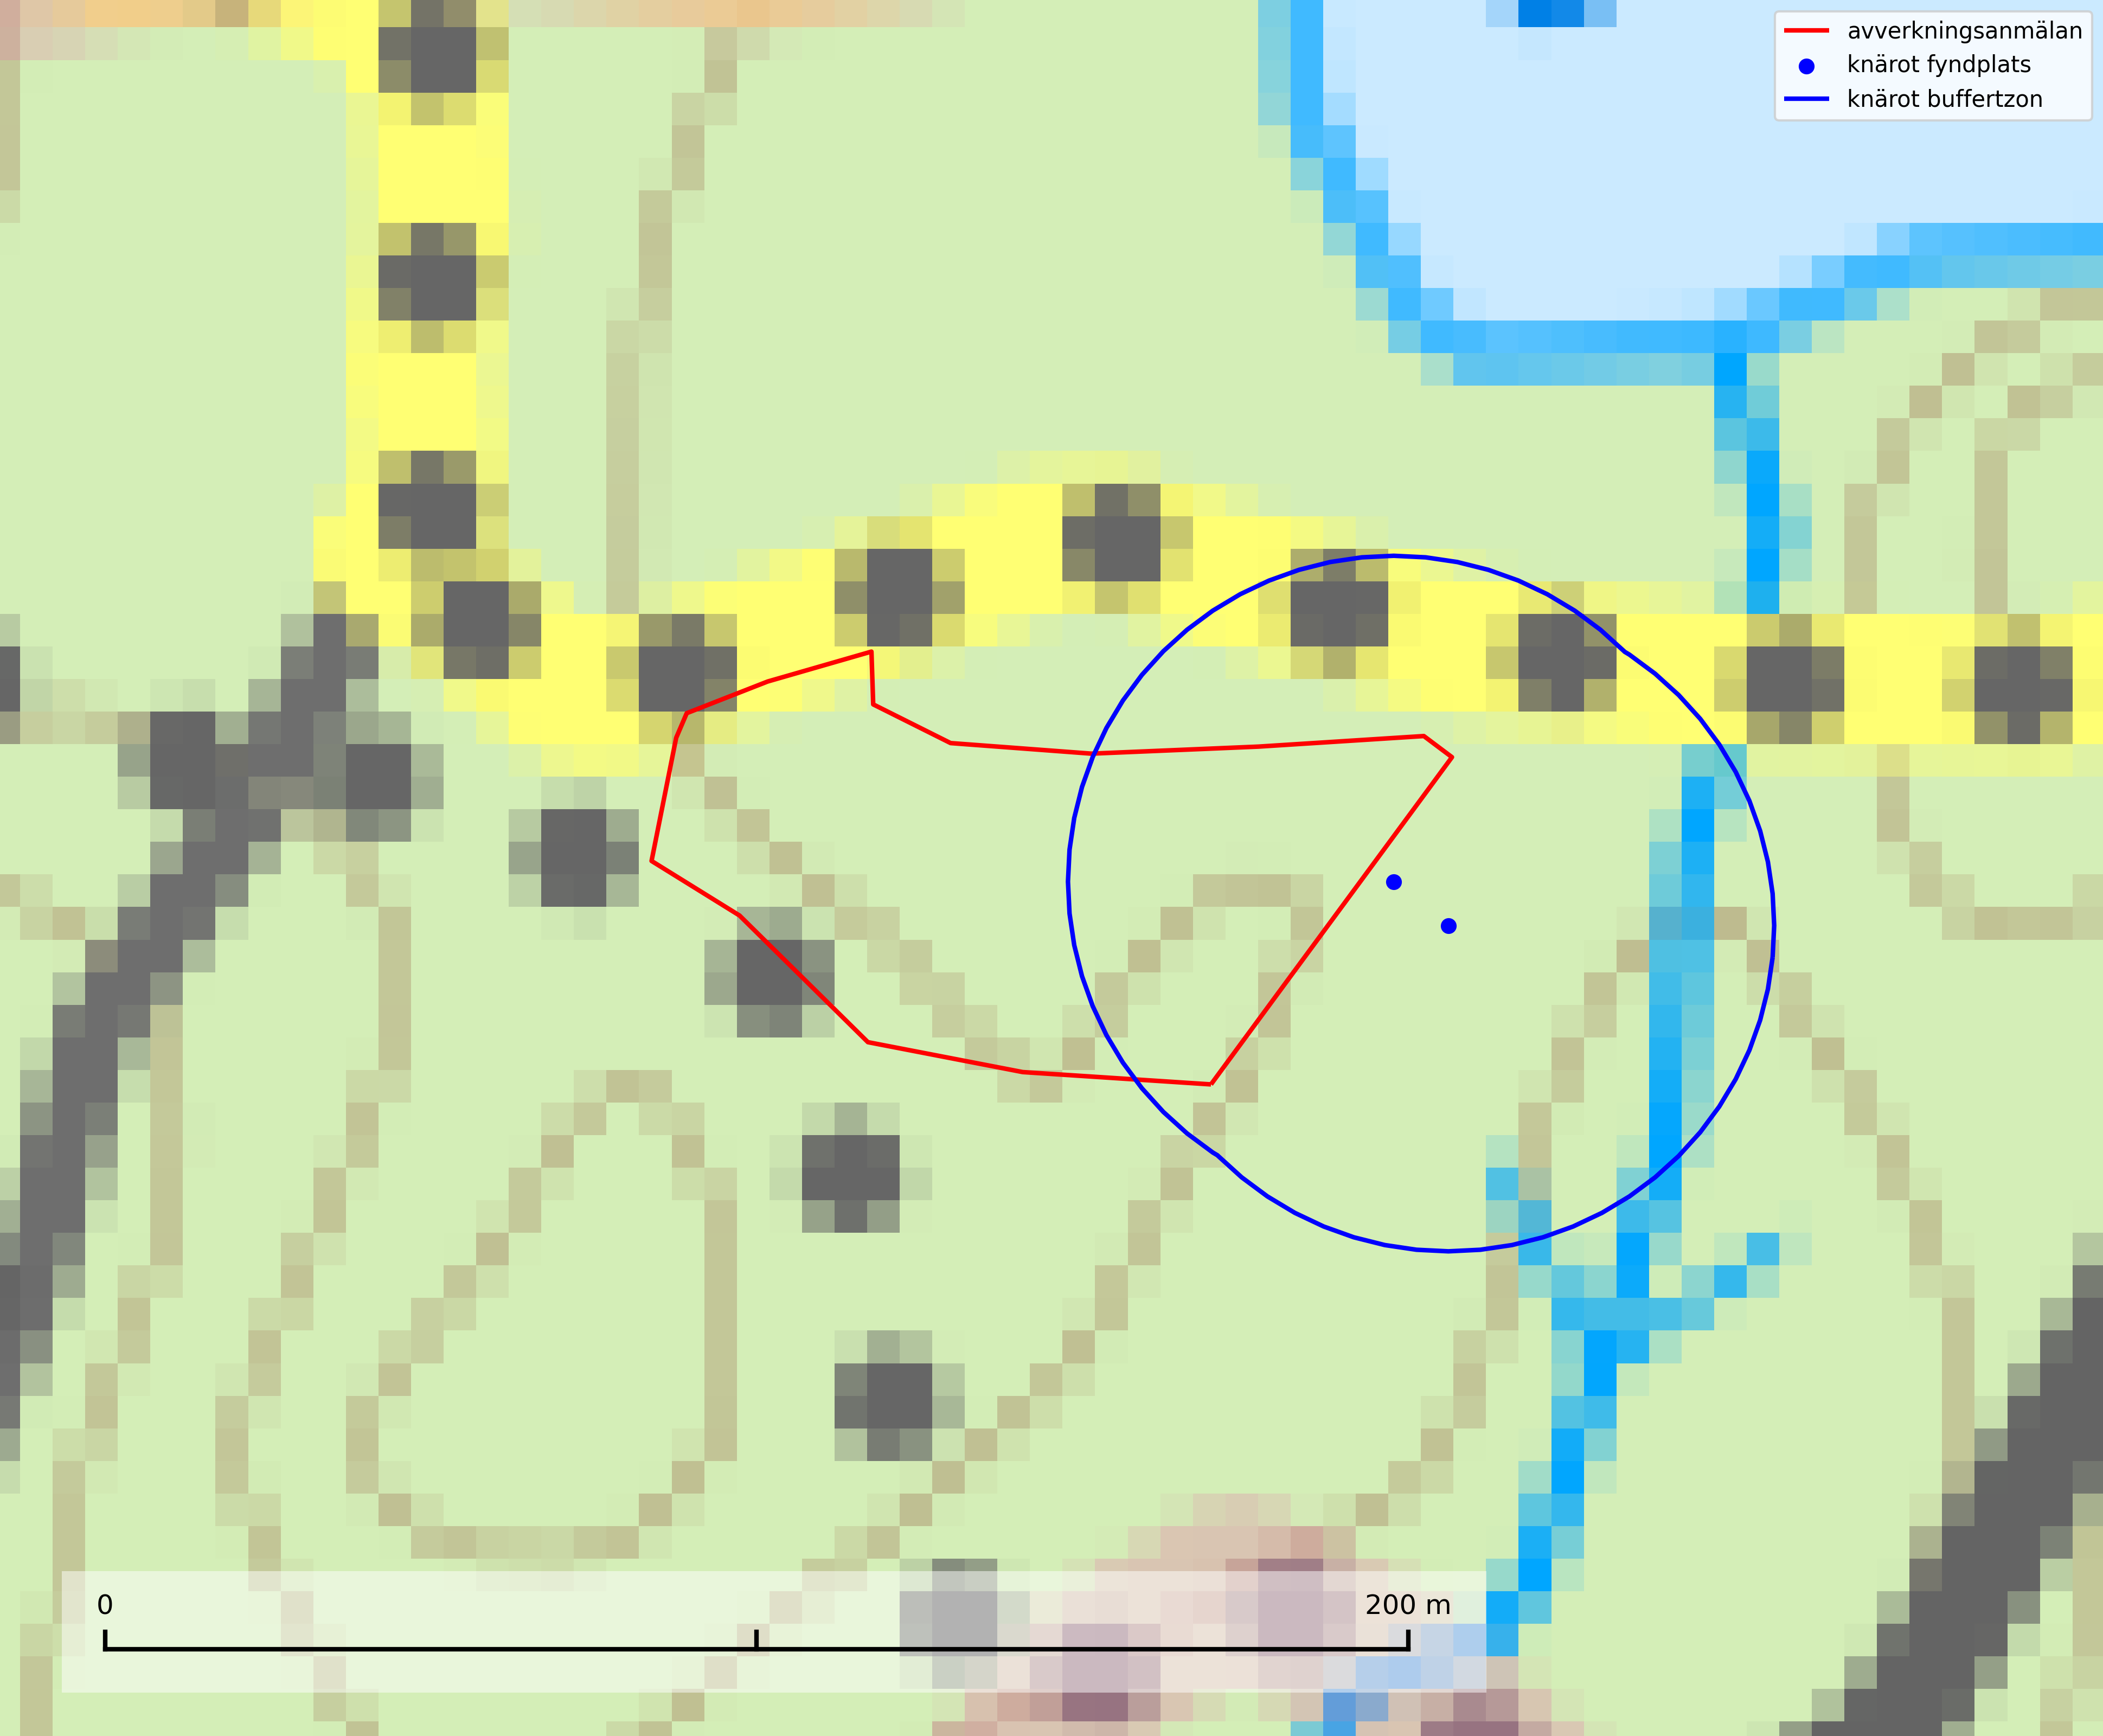 avverkningsanmälan
knärot fyndplats
knärot buffertzon
0
200 m